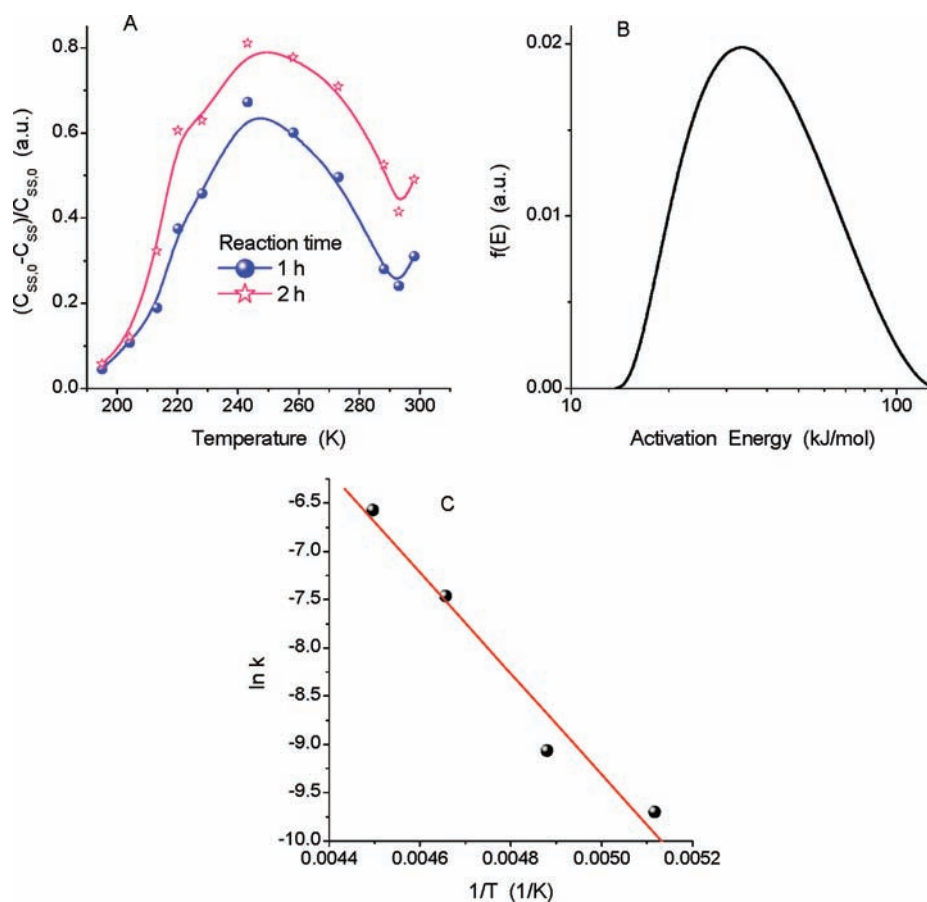 A
(C_SS,0-C_SS)/C_SS,0 (a.u.)
0.8
0.6
0.4
0.2
0.0
Reaction time
1 h
2 h
200 220 240 260 280 300
Temperature (K)
B
f(E) (a.u.)
0.02
0.01
0.00
10 100
Activation Energy (kJ/mol)
C
ln k
-6.5
-7.0
-7.5
-8.0
-8.5
-9.0
-9.5
-10.0
0.0044 0.0046 0.0048 0.0050 0.0052
1/T (1/K)